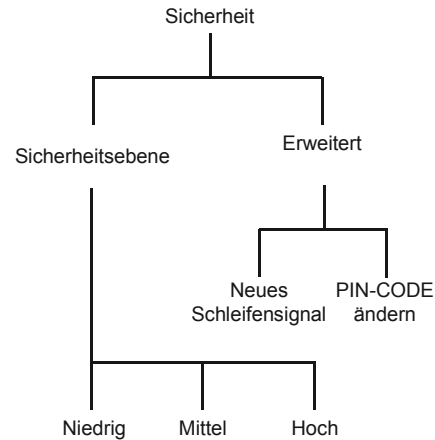 Sicherheit
Sicherheitsebene
Erweitert
Neues
Schleifensignal
PIN-CODE
ändern
Niedrig
Mittel
Hoch